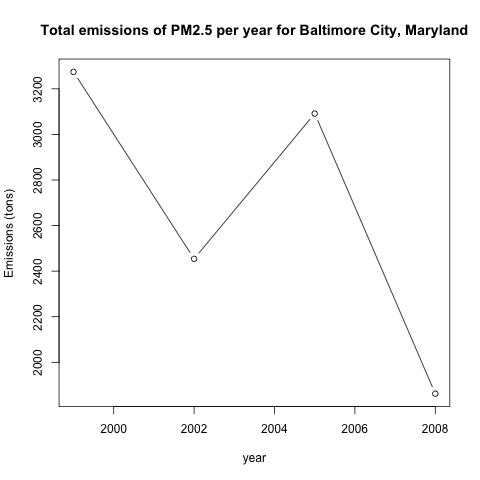 Total emissions of PM2.5 per year for Baltimore City, Maryland
Emissions (tons)
3200
3000
2800
2600
2400
2200
2000
2000 2002 2004 2006 2008
year